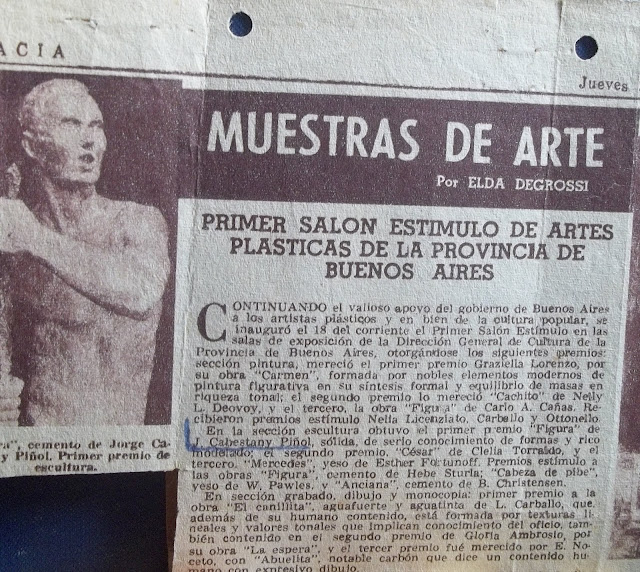 ACIA
Jueves
MUESTRAS DE ARTE
Por ELDA DEGROSSI
PRIMER SALON ESTIMULO DE ARTES
PLASTICAS DE LA PROVINCIA DE
BUENOS AIRES
CONTINUANDO el valioso apoyo del gobierno de Buenos Aires
a los artistas plásticos y en bien de la cultura popular, se
inauguró el 18 del corriente el Primer Salón Estímulo en las
salas de exposición de la Dirección General de Cultura de la
Provincia de Buenos Aires, otorgándose los siguientes premios:
sección pintura, mereció el primer premio Graziella Lorenzo, por
su obra "Carmen", formada por nobles elementos modernos de
pintura figurativa en su síntesis formal y equilibrio de masas en
riqueza tonal; el segundo premio lo mereció "Cachito" de Nelly
L. Deovoy, y el tercero, la obra "Figura" de Carlo A. Cañas. Re-
cibieron premios estímulo Nella Licenziato, Carbello y Ottonello.
En la sección escultura obtuvo el primer premio "Figura" de
J. Cabestany Piñol, sólida, de serio conocimiento de formas y rico
modelado; el segundo premio, "César" de Clelia Torraldo, y el
tercero, "Mercedes", yeso de Esther Fortunoff. Premios estímulo a
las obras "Figura", cemento de Hebe Sturla; "Cabeza de pibe",
yeso de W. Pawles, y "Anciana", cemento de B. Christensen.
En sección grabado, dibujo y monocopia: primer premio a la
obra "El canillita", aguafuerte y aguatinta de L. Carballo, que,
además de su humano contenido, está formada por texturas li-
neales y valores tonales que implican conocimiento del oficio, tam-
bién contenido en el segundo premio de Gloria Ambrosio, por
su obra "La espera", y el tercer premio fué merecido por E. No-
ceto, con "Abuelita", notable carbón que dice un contenido hu-
mano con expresivo dibujo.
ra", cemento de Jorge Ca-
y Piñol. Primer premio de
escultura.